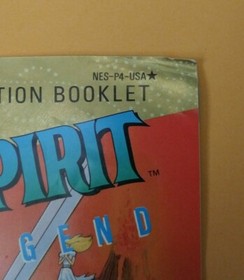 NES-P4-USA★
TION BOOKLET
PIRIT
™
GEND